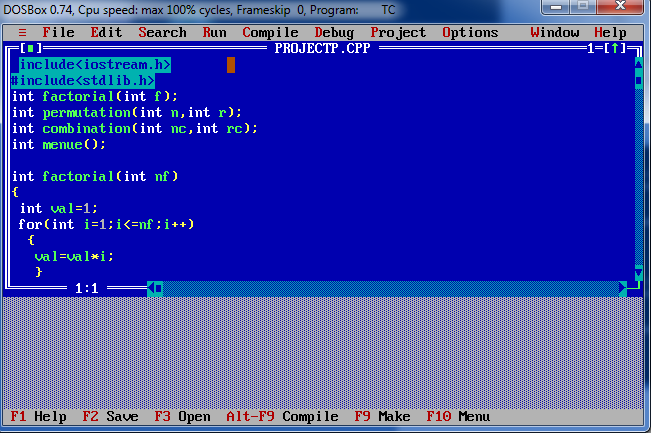 DOSBox 0.74, Cpu speed: max 100% cycles, Frameskip 0, Program: TC
≡ File Edit Search Run Compile Debug Project Options Window Help
[■] PROJECTP.CPP 1=[↑]
include<iostream.h>
#include<stdlib.h>
int factorial(int f);
int permutation(int n,int r);
int combination(int nc,int rc);
int menue();
int factorial(int nf)
{
int val=1;
for(int i=1;i<=nf;i++)
{
val=val*i;
}
1:1
F1 Help F2 Save F3 Open Alt-F9 Compile F9 Make F10 Menu